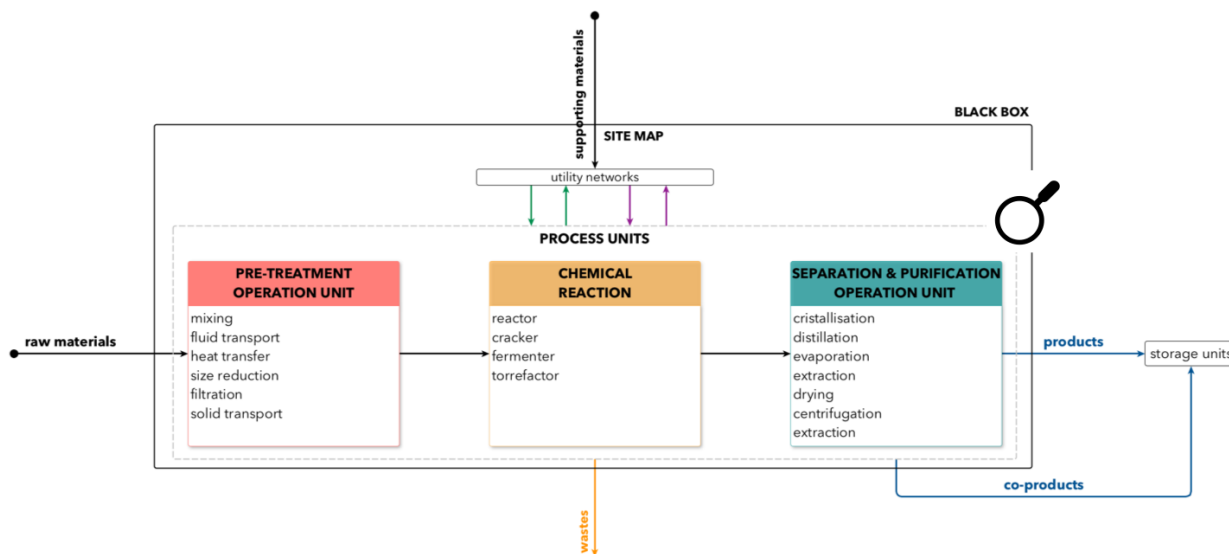 supporting materials
BLACK BOX
SITE MAP
utility networks
PROCESS UNITS
PRE-TREATMENT
OPERATION UNIT
mixing
fluid transport
heat transfer
size reduction
filtration
solid transport
CHEMICAL
REACTION
reactor
cracker
fermenter
torrefactor
SEPARATION & PURIFICATION
OPERATION UNIT
cristallisation
distillation
evaporation
extraction
drying
centrifugation
extraction
raw materials
products
storage units
co-products
wastes